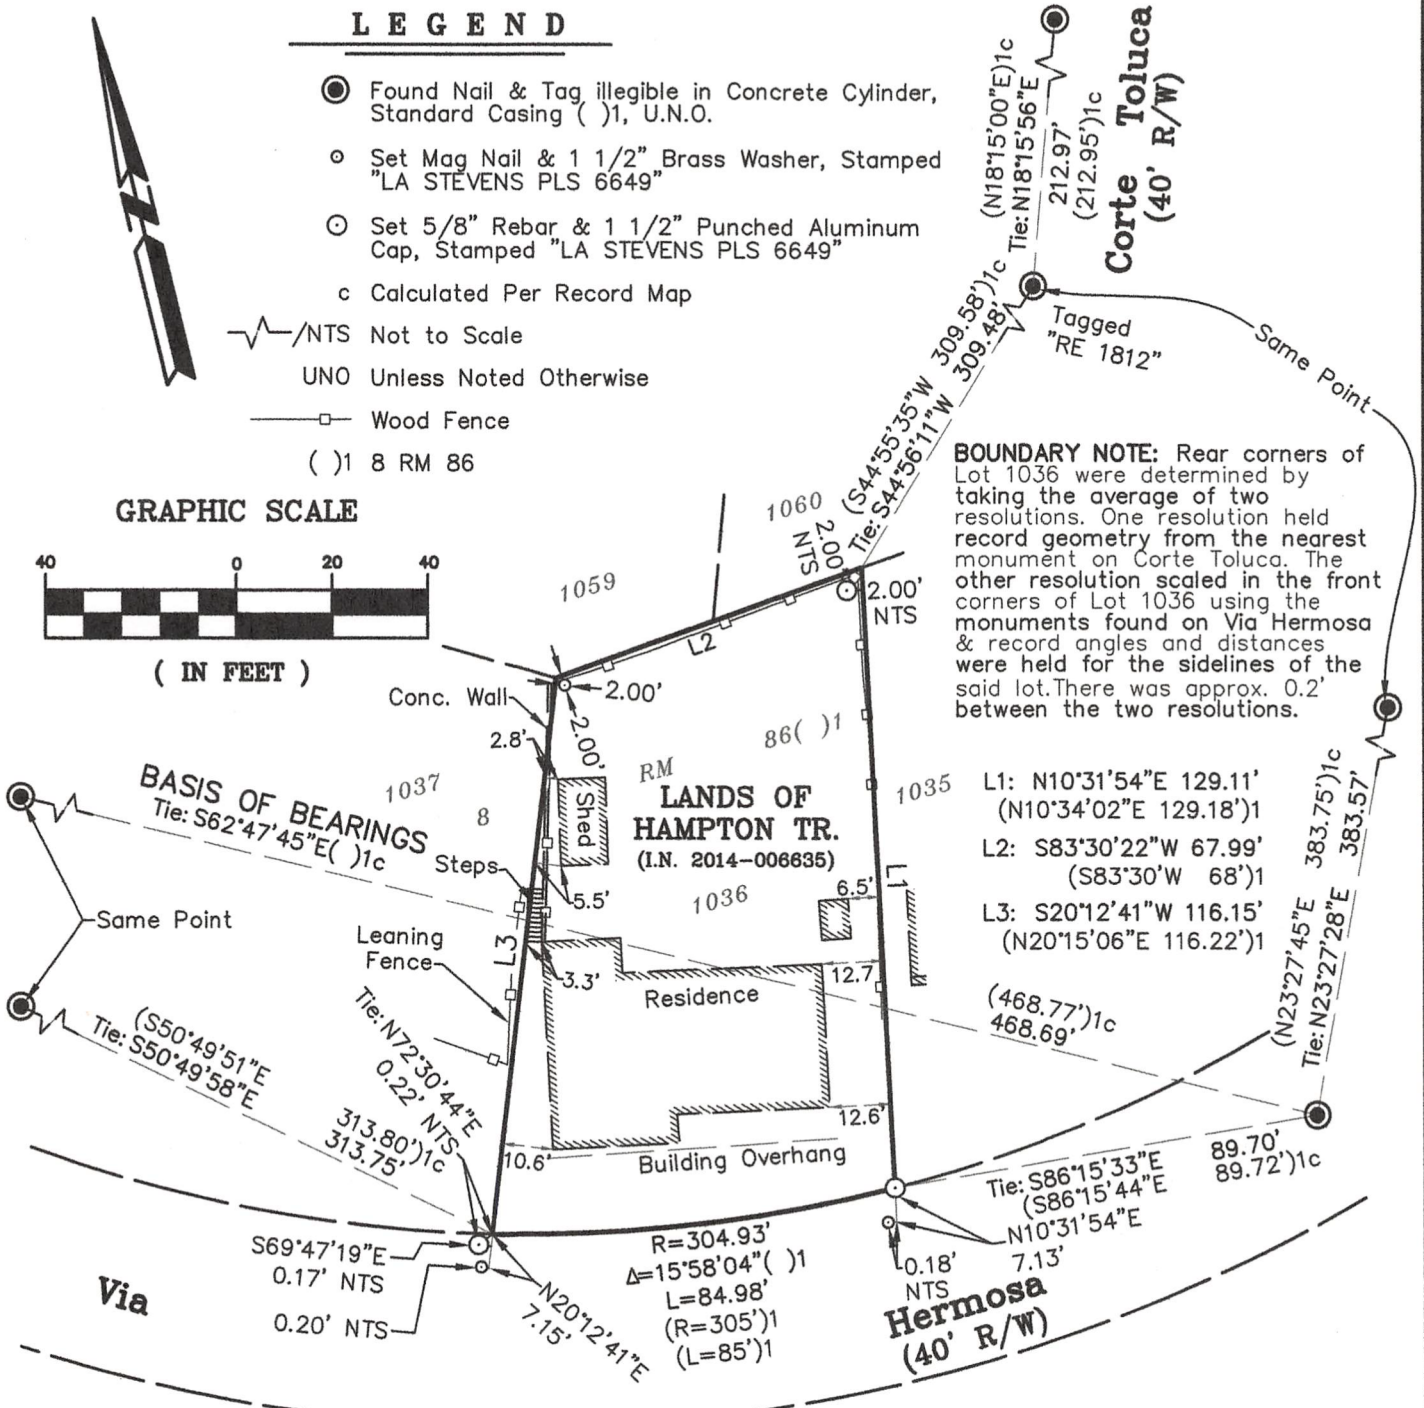 LEGEND
Found Nail & Tag illegible in Concrete Cylinder,
Standard Casing ( )1, U.N.O.
Set Mag Nail & 1 1/2" Brass Washer, Stamped
"LA STEVENS PLS 6649"
Set 5/8" Rebar & 1 1/2" Punched Aluminum
Cap, Stamped "LA STEVENS PLS 6649"
c Calculated Per Record Map
/NTS Not to Scale
UNO Unless Noted Otherwise
Wood Fence
( )1 8 RM 86
GRAPHIC SCALE
40 0 20 40
( IN FEET )
N
(N18°15'00"E)1c
Tie: N18°15'56"E
212.97'
(212.95')1c
Corte Toluca
(40' R/W)
Tagged
"RE 1812"
Same Point
(S44°55'35"W 309.58')1c
Tie: S44°56'11"W 309.48'
BOUNDARY NOTE: Rear corners of
Lot 1036 were determined by
taking the average of two
resolutions. One resolution held
record geometry from the nearest
monument on Corte Toluca. The
other resolution scaled in the front
corners of Lot 1036 using the
monuments found on Via Hermosa
& record angles and distances
were held for the sidelines of the
said lot.There was approx. 0.2'
between the two resolutions.
1060
2.00'
NTS
2.00'
NTS
1059
L2
2.00'
2.00'
Conc. Wall
2.8'
86( )1
RM
8
1037
1035
LANDS OF
HAMPTON TR.
(I.N. 2014-006635)
1036
Shed
BASIS OF BEARINGS
Tie: S62°47'45"E( )1c
Steps
5.5'
6.5'
L1
L1: N10°31'54"E 129.11'
(N10°34'02"E 129.18')1
L2: S83°30'22"W 67.99'
(S83°30'W 68')1
L3: S20°12'41"W 116.15'
(N20°15'06"E 116.22')1
Same Point
Leaning
Fence
L3
3.3'
Residence
12.7
(468.77')1c
468.69'
(N23°27'45"E 383.75')1c
Tie: N23°27'28"E 383.57'
(S50°49'51"E
Tie: S50°49'58"E
313.80')1c
313.75'
Tie: N72°30'44"E
0.22' NTS
12.6'
10.6'
Building Overhang
Tie: S86°15'33"E 89.70'
(S86°15'44"E 89.72')1c
N10°31'54"E
7.13'
0.18'
NTS
S69°47'19"E
0.17' NTS
0.20' NTS
N20°12'41"E
7.15'
R=304.93'
Δ=15°58'04"( )1
L=84.98'
(R=305')1
(L=85')1
Via
Hermosa
(40' R/W)